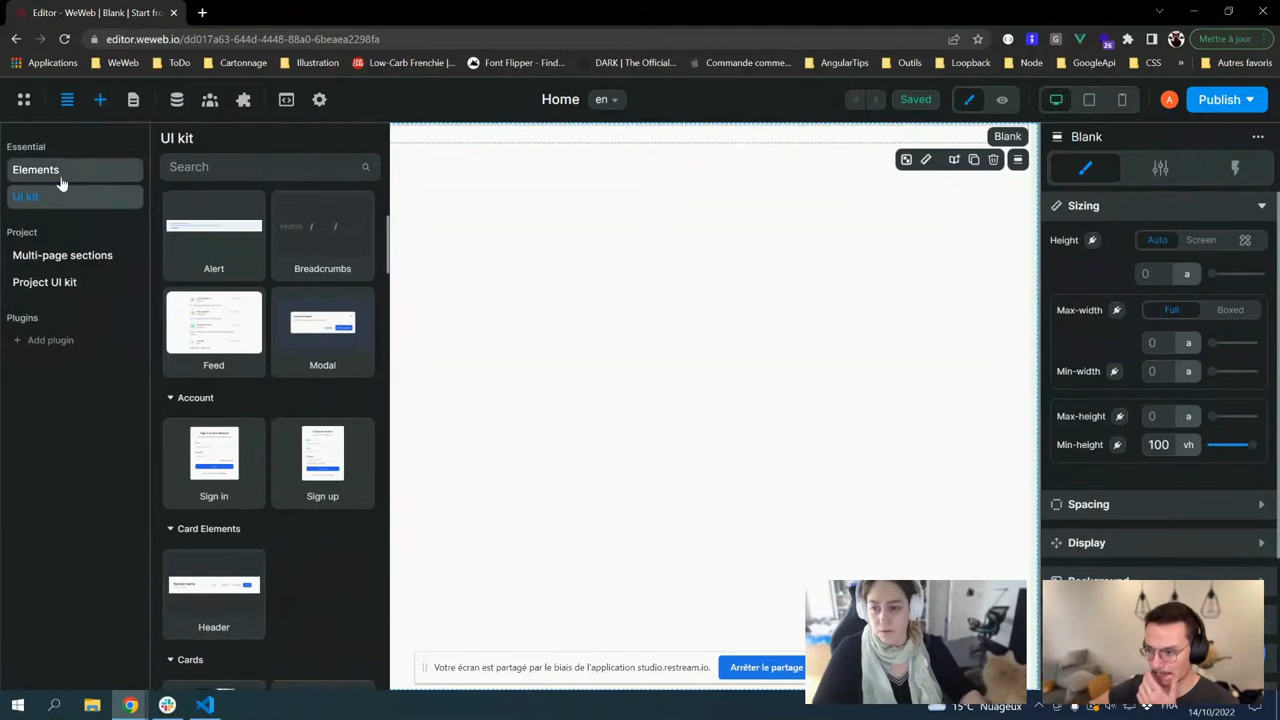 Editor - WeWeb | Blank | Start fro
editor.weweb.io/dd017a63-644d-4448-88a0-6beaea2298fa
Mettre à jour
Applications
WeWeb
ToDo
Cartonnage
Illustration
Low-Carb Frenchie |...
Font Flipper - Find...
DARK | The Official...
Commande comme...
AngularTips
Outils
Loopback
Node
GoogleApi
CSS
»
Autres favoris
Home
en
Saved
A
Publish
Essential
Elements
UI kit
Project
Multi-page sections
Project UI kit
Plugins
+ Add plugin
UI kit
Search
Alert
Home / / /
Breadcrumbs
Feed
Modal
Account
Sign in
Sign up
Card Elements
Header
Cards
Blank
Blank
Sizing
Height
Auto
Screen
0
a
Max-width
Full
Boxed
0
a
Min-width
0
a
Max-height
0
a
Min-height
100
vh
Spacing
Display
Votre écran est partagé par le biais de l'application studio.restream.io.
Arrêter le partage
15°C Nuageux
14/10/2022